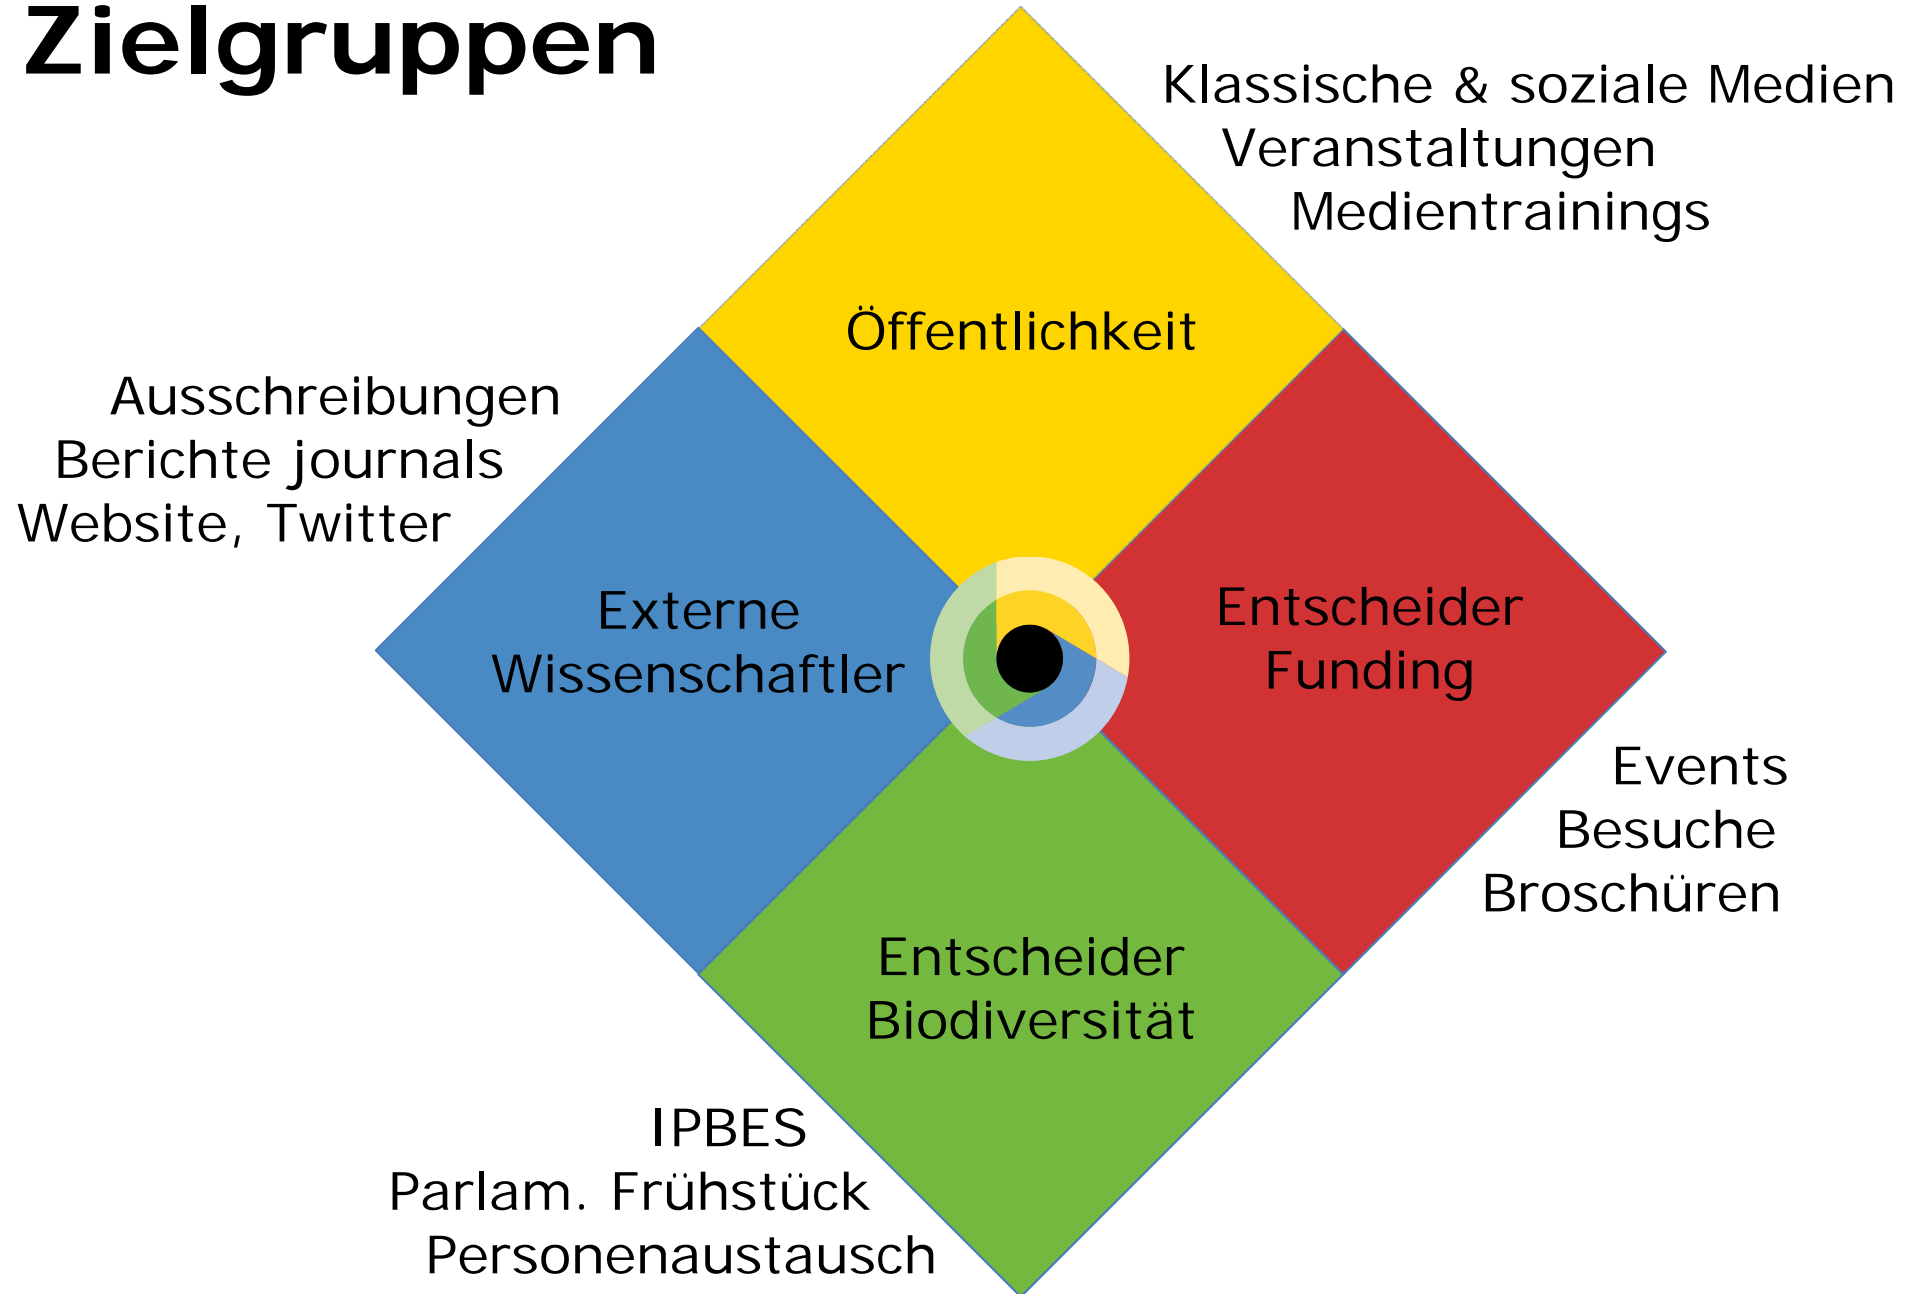 Zielgruppen
Klassische & soziale Medien
Veranstaltungen
Medientrainings
Öffentlichkeit
Ausschreibungen
Berichte journals
Website, Twitter
Externe
Wissenschaftler
Entscheider
Funding
Events
Besuche
Broschüren
Entscheider
Biodiversität
IPBES
Parlam. Frühstück
Personenaustausch